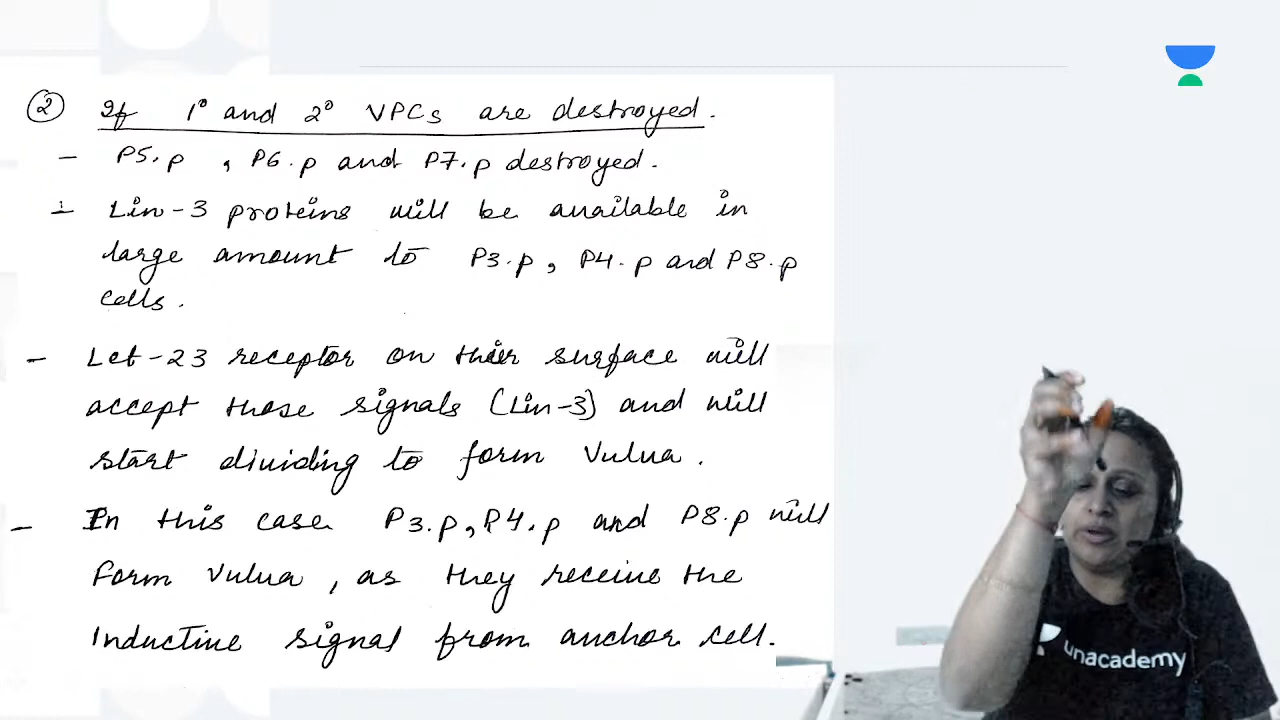 ② If 1° and 2° VPCs are destroyed.
- P5.p , P6.p and P7.p destroyed.
- Lin-3 proteins will be available in
large amount to P3.p, P4.p and P8.p
cells.
- Let-23 receptor on their surface will
accept those signals (Lin-3) and will
start dividing to form Vulva.
- In this case P3.p, P4.p and P8.p will
Form Vulva, as they receive the
Inductive signal from anchor cell.
unacademy